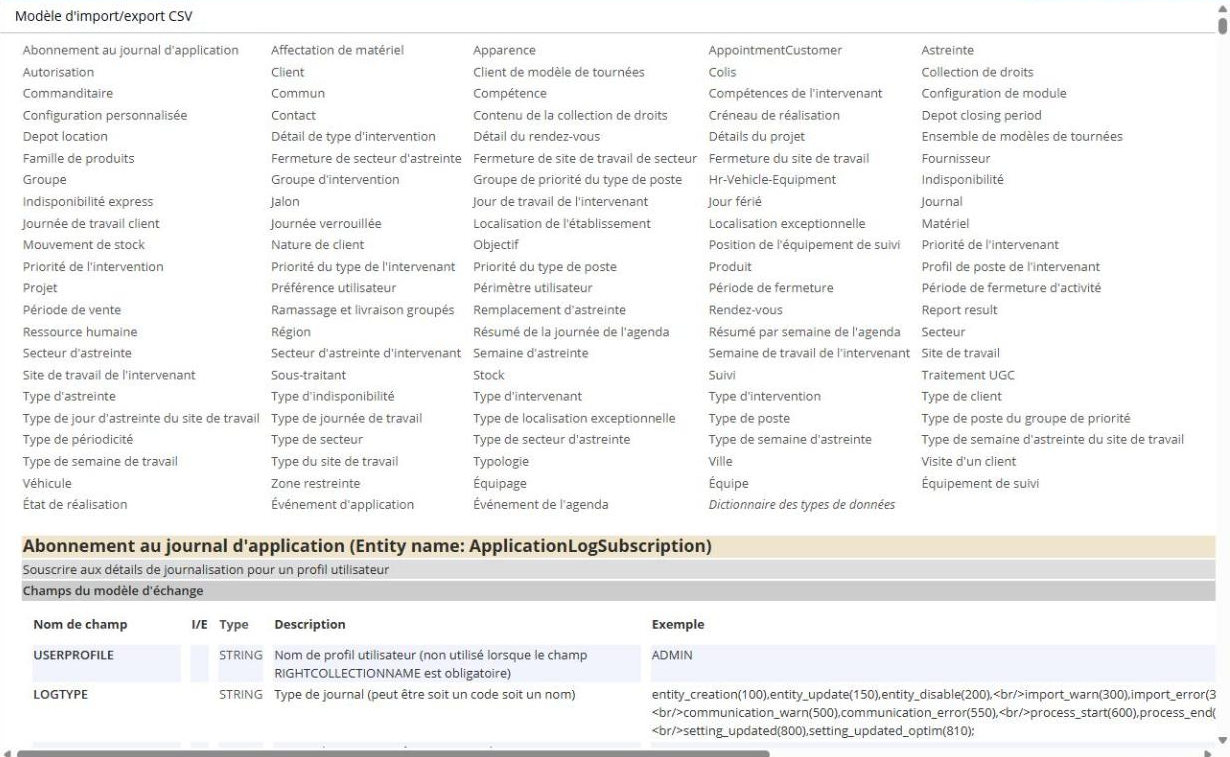 Modèle d'import/export CSV
Abonnement au journal d'application Affectation de matériel Apparence AppointmentCustomer Astreinte
Autorisation Client Client de modèle de tournées Colis Collection de droits
Commanditaire Commun Compétence Compétences de l'intervenant Configuration de module
Configuration personnalisée Contact Contenu de la collection de droits Créneau de réalisation Depot closing period
Depot location Détail de type d'intervention Détail du rendez-vous Détails du projet Ensemble de modèles de tournées
Famille de produits Fermeture de secteur d'astreinte Fermeture de site de travail de secteur Fermeture du site de travail Fournisseur
Groupe Groupe d'intervention Groupe de priorité du type de poste Hr-Vehicle-Equipment Indisponibilité
Indisponibilité express Jalon Jour de travail de l'intervenant Jour férié Journal
Journée de travail client Journée verrouillée Localisation de l'établissement Localisation exceptionnelle Matériel
Mouvement de stock Nature de client Objectif Position de l'équipement de suivi Priorité de l'intervenant
Priorité de l'intervention Priorité du type de l'intervenant Priorité du type de poste Produit Profil de poste de l'intervenant
Projet Préférence utilisateur Périmètre utilisateur Période de fermeture Période de fermeture d'activité
Période de vente Ramassage et livraison groupés Remplacement d'astreinte Rendez-vous Report result
Ressource humaine Région Résumé de la journée de l'agenda Résumé par semaine de l'agenda Secteur
Secteur d'astreinte Secteur d'astreinte d'intervenant Semaine d'astreinte Semaine de travail de l'intervenant Site de travail
Site de travail de l'intervenant Sous-traitant Stock Suivi Traitement UGC
Type d'astreinte Type d'indisponibilité Type d'intervenant Type d'intervention Type de client
Type de jour d'astreinte du site de travail Type de journée de travail Type de localisation exceptionnelle Type de poste Type de poste du groupe de priorité
Type de périodicité Type de secteur Type de secteur d'astreinte Type de semaine d'astreinte Type de semaine d'astreinte du site de travail
Type de semaine de travail Type du site de travail Typologie Ville Visite d'un client
Véhicule Zone restreinte Équipage Équipe Équipement de suivi
État de réalisation Événement d'application Événement de l'agenda Dictionnaire des types de données
Abonnement au journal d'application (Entity name: ApplicationLogSubscription)
Souscrire aux détails de journalisation pour un profil utilisateur
Champs du modèle d'échange
Nom de champ I/E Type Description Exemple
USERPROFILE STRING Nom de profil utilisateur (non utilisé lorsque le champ ADMIN
RIGHTCOLLECTIONNAME est obligatoire)
LOGTYPE STRING Type de journal (peut être soit un code soit un nom) entity_creation(100),entity_update(150),entity_disable(200),<br/>import_warn(300),import_error(3
<br/>communication_warn(500),communication_error(550),<br/>process_start(600),process_end(
<br/>setting_updated(800),setting_updated_optim(810);